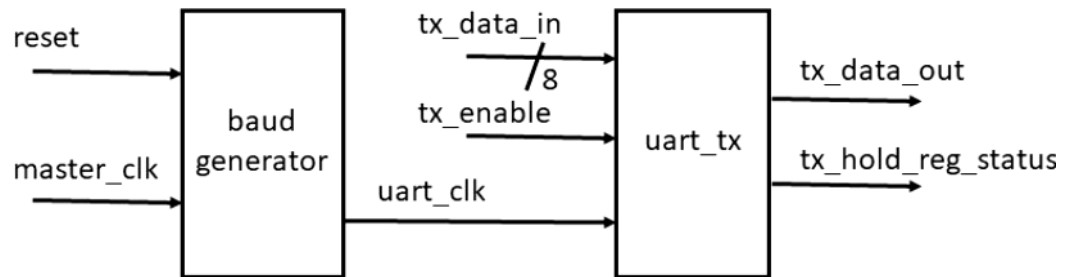 reset
master_clk
baud
generator
uart_clk
tx_data_in
8
tx_enable
uart_tx
tx_data_out
tx_hold_reg_status